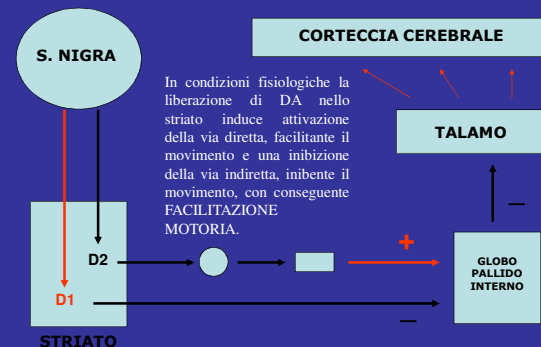 S. NIGRA
CORTECCIA CEREBRALE
In condizioni fisiologiche la
liberazione di DA nello
striato induce attivazione
della via diretta, facilitante il
movimento e una inibizione
della via indiretta, inibente il
movimento, con conseguente
FACILITAZIONE
MOTORIA.
TALAMO
–
D2
+
GLOBO
PALLIDO
INTERNO
D1
–
STRIATO